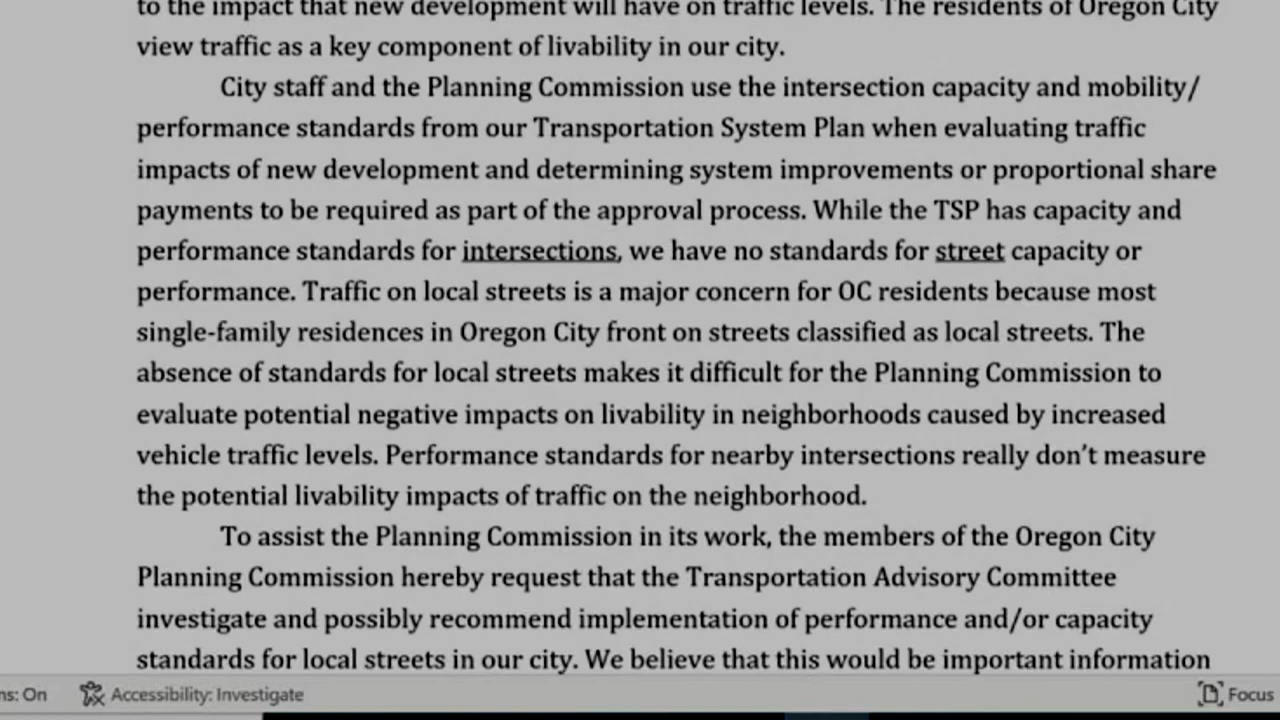 to the impact that new development will have on traffic levels. The residents of Oregon City
view traffic as a key component of livability in our city.
City staff and the Planning Commission use the intersection capacity and mobility/
performance standards from our Transportation System Plan when evaluating traffic
impacts of new development and determining system improvements or proportional share
payments to be required as part of the approval process. While the TSP has capacity and
performance standards for intersections, we have no standards for street capacity or
performance. Traffic on local streets is a major concern for OC residents because most
single-family residences in Oregon City front on streets classified as local streets. The
absence of standards for local streets makes it difficult for the Planning Commission to
evaluate potential negative impacts on livability in neighborhoods caused by increased
vehicle traffic levels. Performance standards for nearby intersections really don’t measure
the potential livability impacts of traffic on the neighborhood.
To assist the Planning Commission in its work, the members of the Oregon City
Planning Commission hereby request that the Transportation Advisory Committee
investigate and possibly recommend implementation of performance and/or capacity
standards for local streets in our city. We believe that this would be important information
ns: On Accessibility: Investigate Focus